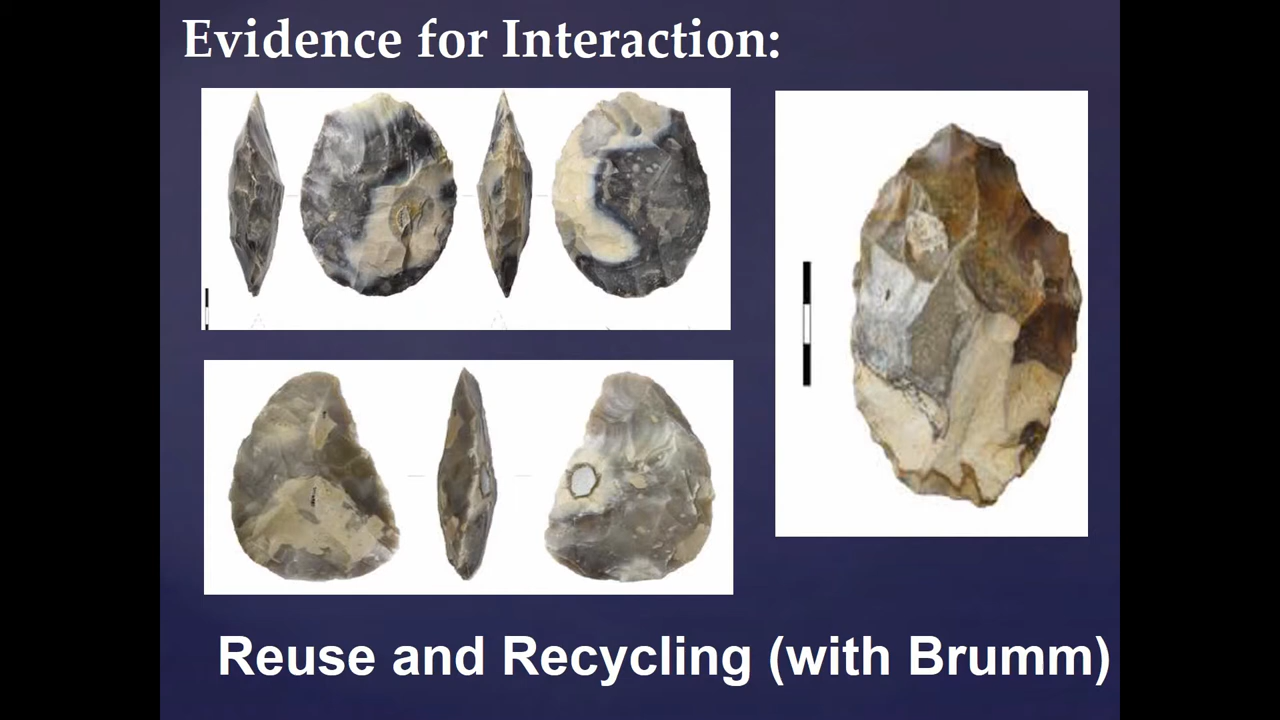 Evidence for Interaction:
Reuse and Recycling (with Brumm)